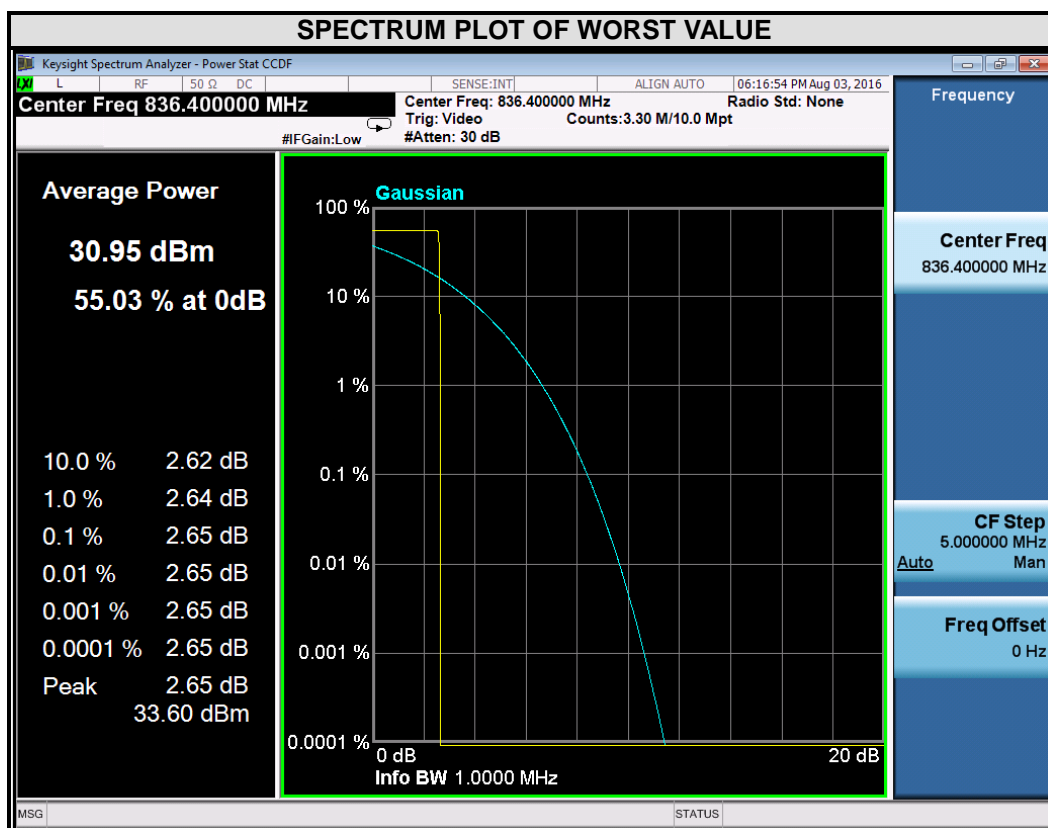 SPECTRUM PLOT OF WORST VALUE
Keysight Spectrum Analyzer - Power Stat CCDF
LXI L RF 50 Ω DC SENSE:INT ALIGN AUTO 06:16:54 PM Aug 03, 2016
Center Freq 836.400000 MHz
Center Freq: 836.400000 MHz Radio Std: None
Trig: Video Counts:3.30 M/10.0 Mpt
#IFGain:Low #Atten: 30 dB
Average Power
30.95 dBm
55.03 % at 0dB
10.0 % 2.62 dB
1.0 % 2.64 dB
0.1 % 2.65 dB
0.01 % 2.65 dB
0.001 % 2.65 dB
0.0001 % 2.65 dB
Peak 2.65 dB
33.60 dBm
Gaussian
100 %
10 %
1 %
0.1 %
0.01 %
0.001 %
0.0001 %
0 dB 20 dB
Info BW 1.0000 MHz
Frequency
Center Freq
836.400000 MHz
CF Step
5.000000 MHz
Auto Man
Freq Offset
0 Hz
MSG STATUS